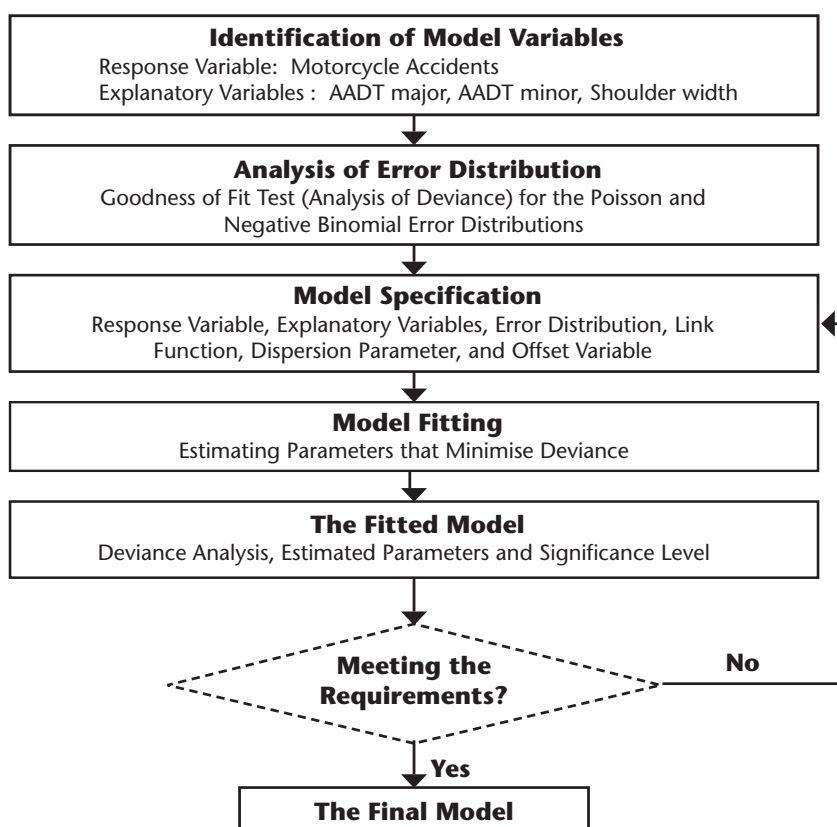 Identification of Model Variables
Response Variable: Motorcycle Accidents
Explanatory Variables : AADT major, AADT minor, Shoulder width
Analysis of Error Distribution
Goodness of Fit Test (Analysis of Deviance) for the Poisson and
Negative Binomial Error Distributions
Model Specification
Response Variable, Explanatory Variables, Error Distribution, Link
Function, Dispersion Parameter, and Offset Variable
Model Fitting
Estimating Parameters that Minimise Deviance
The Fitted Model
Deviance Analysis, Estimated Parameters and Significance Level
Meeting the
Requirements?
No
Yes
The Final Model